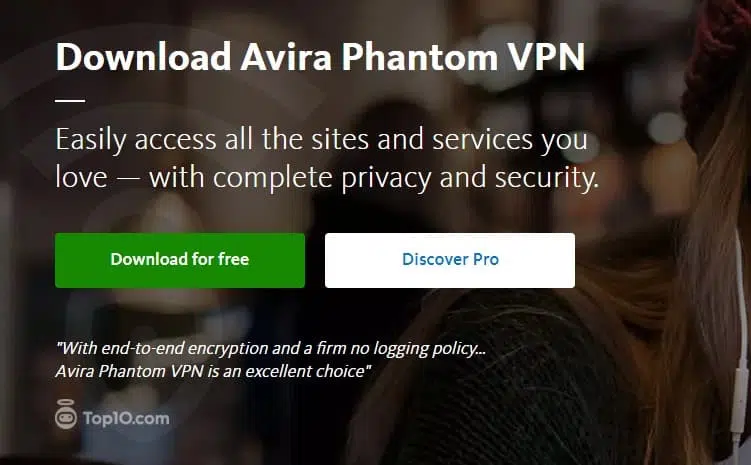 Download Avira Phantom VPN
Easily access all the sites and services you
love — with complete privacy and security.
Download for free
Discover Pro
"With end-to-end encryption and a firm no logging policy...
Avira Phantom VPN is an excellent choice"
Top10.com